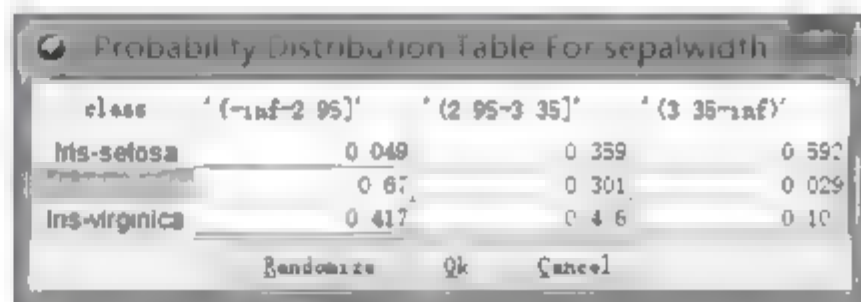 Probability Distribution Table For sepalwidth
class '(-inf-2.95]' '(2.95-3.35]' '(3.35-inf)'
Iris-setosa 0.049 0.359 0.592
0.67 0.301 0.029
Iris-virginica 0.417
Randomize Ok Cancel